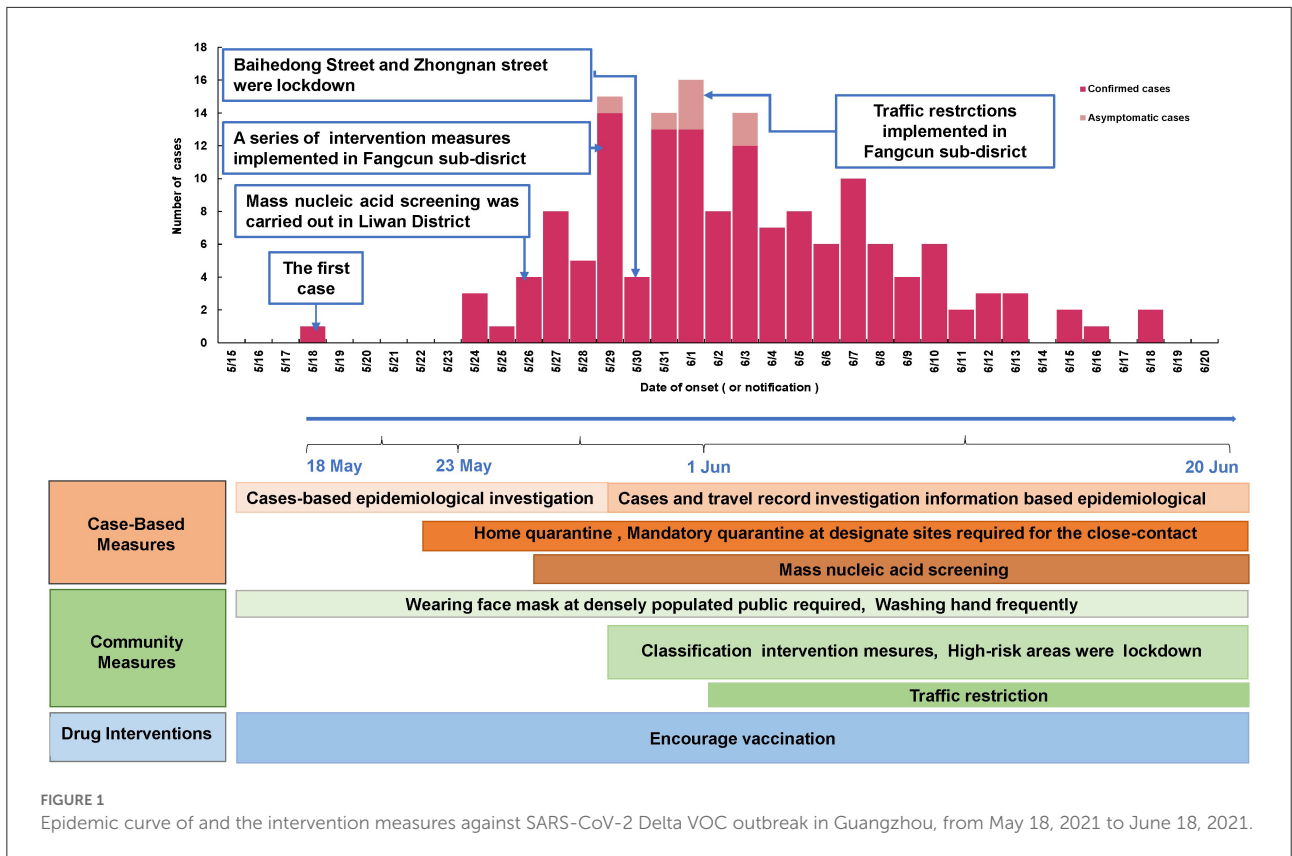 18
16
14
12
10
8
6
4
2
0
Number of cases
Baihedong Street and Zhongnan street
were lockdown
A series of intervention measures
implemented in Fangcun sub-disrict
Mass nucleic acid screening was
carried out in Liwan District
The first
case
Traffic restrctions
implemented in
Fangcun sub-disrict
Confirmed cases
Asymptomatic cases
5/15 5/16 5/17 5/18 5/19 5/20 5/21 5/22 5/23 5/24 5/25 5/26 5/27 5/28 5/29 5/30 5/31 6/1 6/2 6/3 6/4 6/5 6/6 6/7 6/8 6/9 6/10 6/11 6/12 6/13 6/14 6/15 6/16 6/17 6/18 6/19 6/20
Date of onset ( or notification )
18 May 23 May 1 Jun 20 Jun
Case-Based
Measures
Cases-based epidemiological investigation
Cases and travel record investigation information based epidemiological
Home quarantine , Mandatory quarantine at designate sites required for the close-contact
Mass nucleic acid screening
Community
Measures
Wearing face mask at densely populated public required, Washing hand frequently
Classification intervention mesures, High-risk areas were lockdown
Traffic restriction
Drug Interventions
Encourage vaccination
FIGURE 1
Epidemic curve of and the intervention measures against SARS-CoV-2 Delta VOC outbreak in Guangzhou, from May 18, 2021 to June 18, 2021.